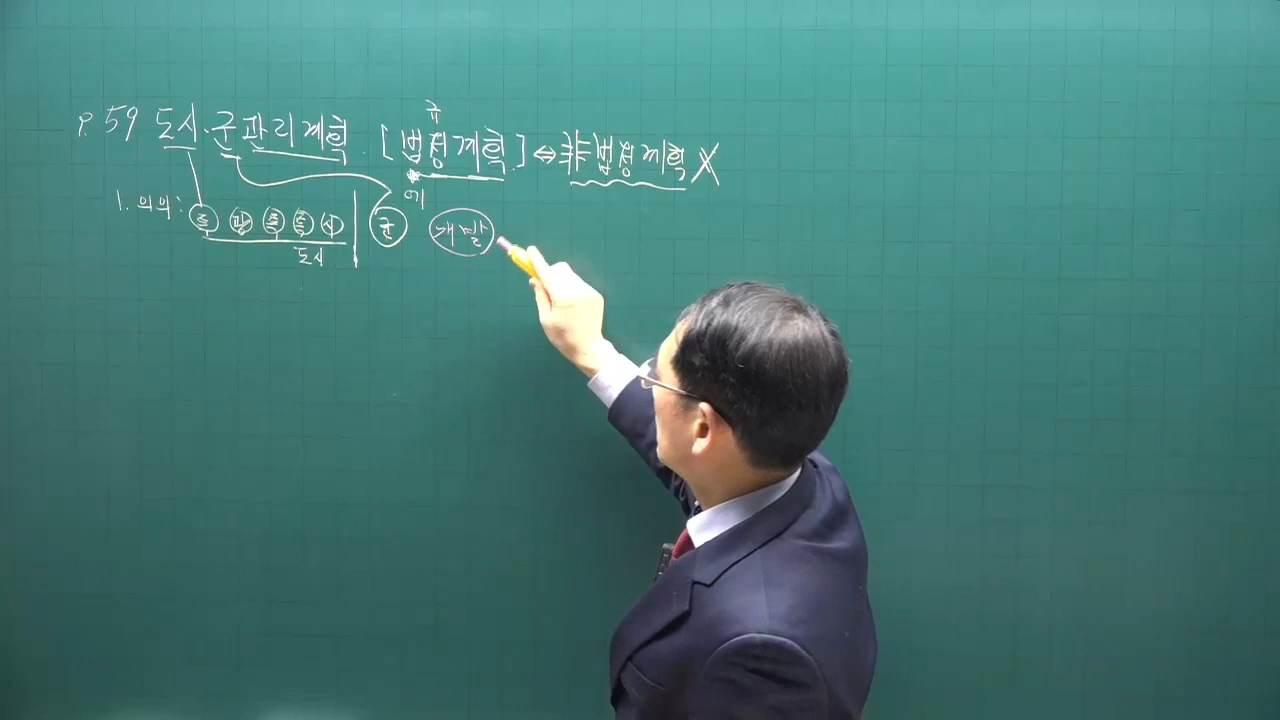 P. 59 도시·군관리계획. [법정계획] ⇔ 非법정계획 X
1. 의의: 특 광 특 특 시 군 에 개발
도시